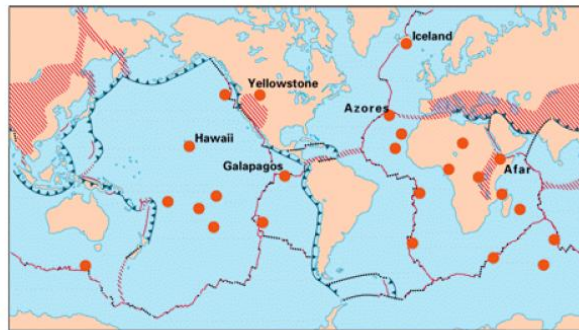 Iceland
Yellowstone
Azores
Hawaii
Galapagos
Afar